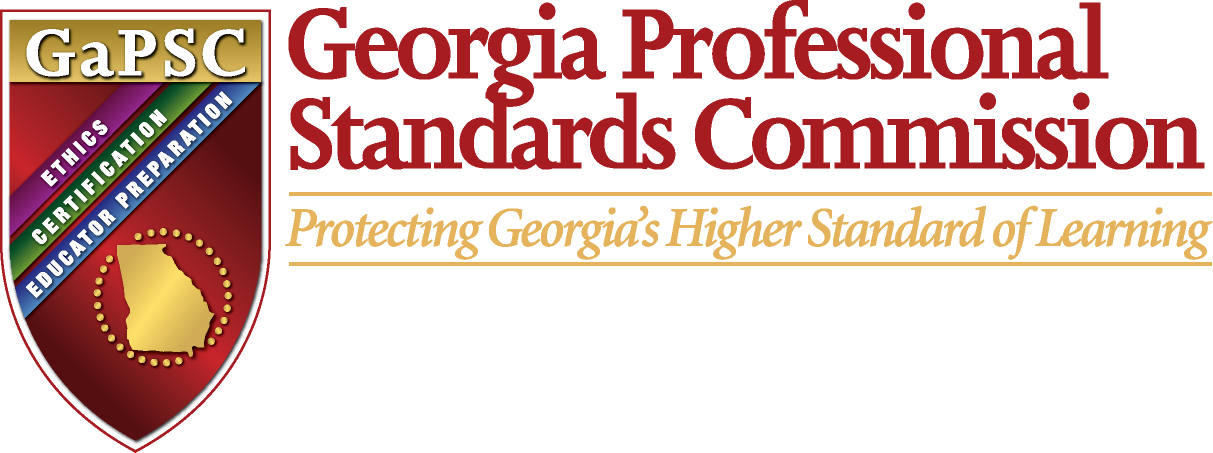 GaPSC
ETHICS
CERTIFICATION
EDUCATOR PREPARATION
Georgia Professional
Standards Commission
Protecting Georgia's Higher Standard of Learning